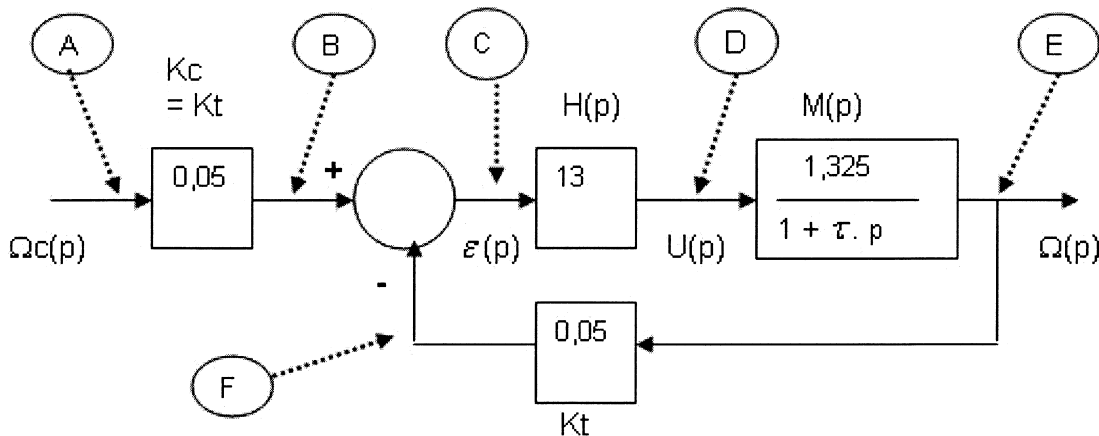 A
B
C
D
E
Kc
= Kt
H(p)
M(p)
0,05
+
13
1,325
1 + τ. p
Ωc(p)
ε(p)
U(p)
Ω(p)
-
0,05
F
Kt